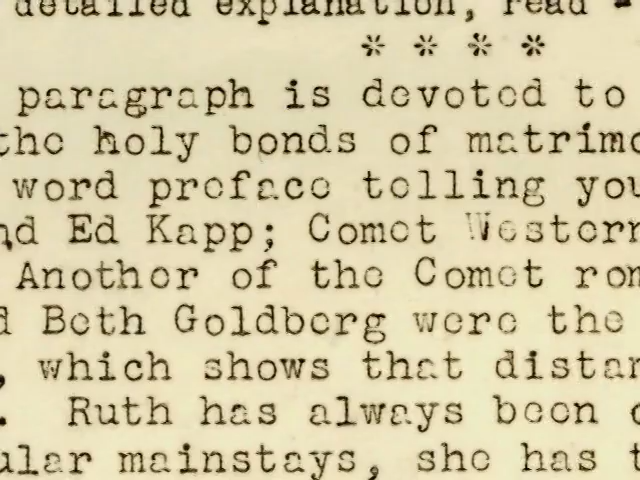 detailed explanation, read -
* * * *
paragraph is devoted to
the holy bonds of matrimo
word preface telling you
nd Ed Kapp; Comet Western
Another of the Comet rom
d Beth Goldberg were the
, which shows that distan
. Ruth has always been
ular mainstays, she has t